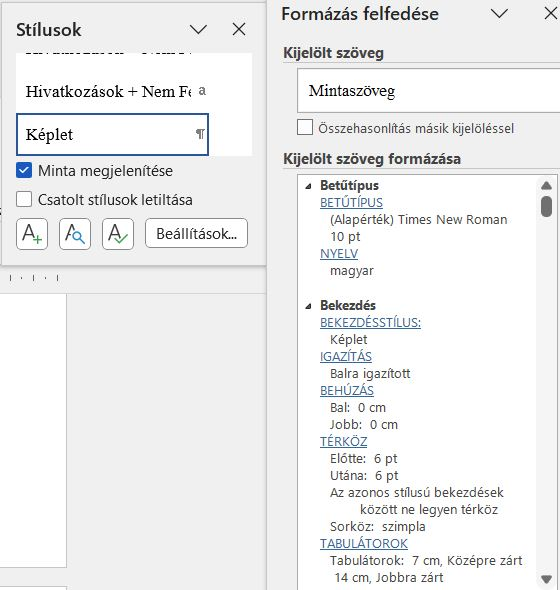 Stílusok
Hivatkozások + Nem Fe
a
Képlet
¶
Minta megjelenítése
Csatolt stílusok letiltása
Beállítások...
Formázás felfedése
Kijelölt szöveg
Mintaszöveg
Összehasonlítás másik kijelöléssel
Kijelölt szöveg formázása
Betűtípus
BETŰTÍPUS
(Alapérték) Times New Roman
10 pt
NYELV
magyar
Bekezdés
BEKEZDÉSSTÍLUS:
Képlet
IGAZÍTÁS
Balra igazított
BEHÚZÁS
Bal: 0 cm
Jobb: 0 cm
TÉRKÖZ
Előtte: 6 pt
Utána: 6 pt
Az azonos stílusú bekezdések
között ne legyen térköz
Sorköz: szimpla
TABULÁTOROK
Tabulátorok: 7 cm, Középre zárt
14 cm, Jobbra zárt